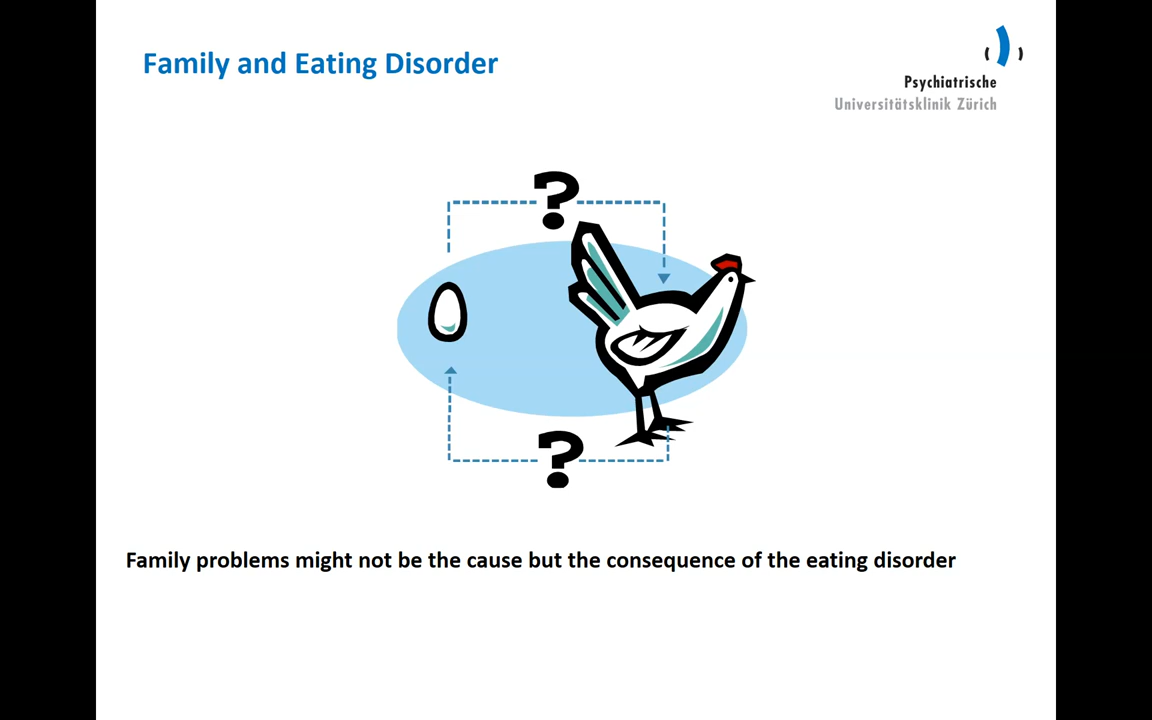 Family and Eating Disorder
Psychiatrische
Universitätsklinik Zürich
?
?
Family problems might not be the cause but the consequence of the eating disorder